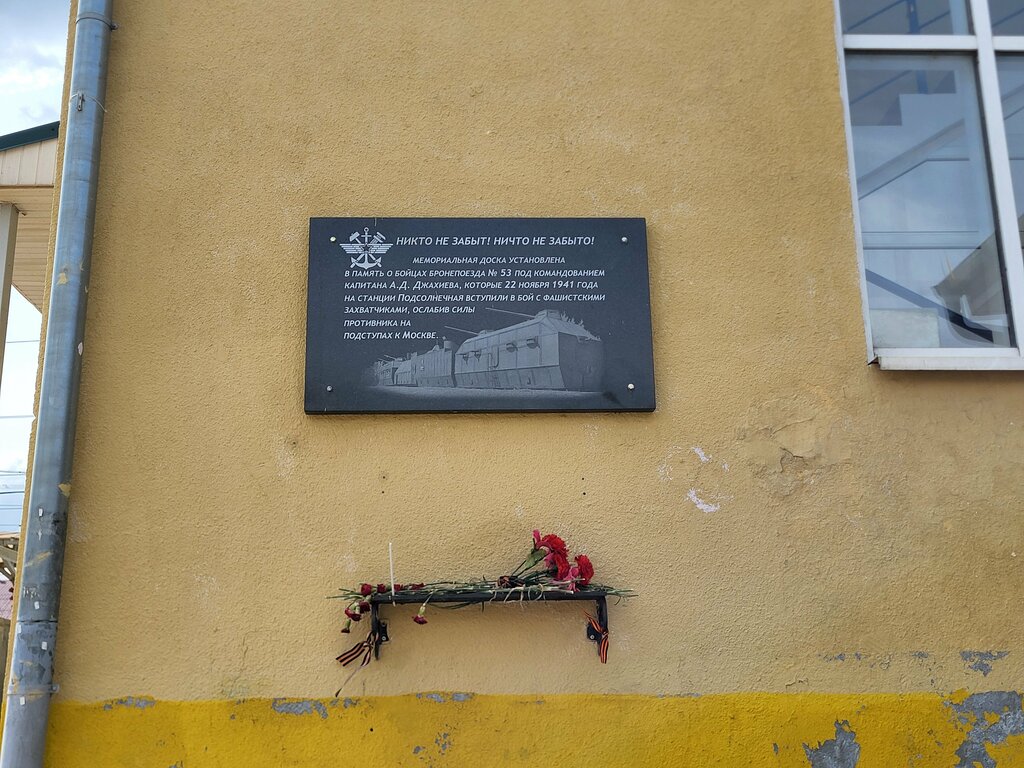 НИКТО НЕ ЗАБЫТ! НИЧТО НЕ ЗАБЫТО!
МЕМОРИАЛЬНАЯ ДОСКА УСТАНОВЛЕНА
В ПАМЯТЬ О БОЙЦАХ БРОНЕПОЕЗДА № 53 ПОД КОМАНДОВАНИЕМ
КАПИТАНА А.Д. ДЖАХИЕВА, КОТОРЫЕ 22 НОЯБРЯ 1941 ГОДА
НА СТАНЦИИ ПОДСОЛНЕЧНАЯ ВСТУПИЛИ В БОЙ С ФАШИСТСКИМИ
ЗАХВАТЧИКАМИ, ОСЛАБИВ СИЛЫ
ПРОТИВНИКА НА
ПОДСТУПАХ К МОСКВЕ.